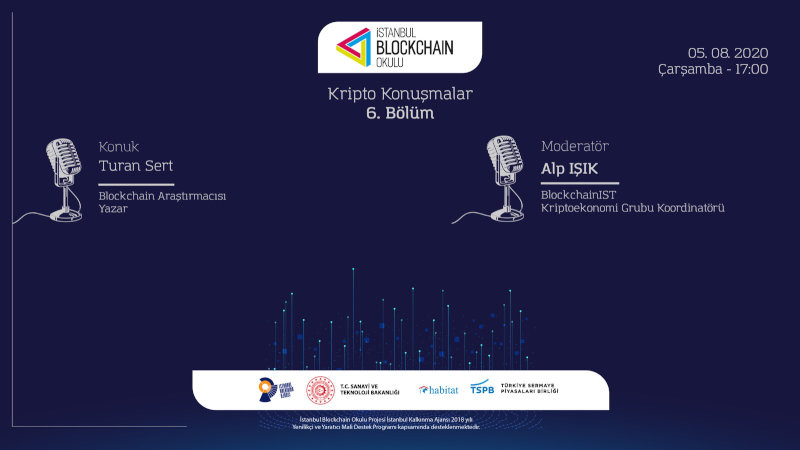 İSTANBUL
BLOCKCHAIN
OKULU
05. 08. 2020
Çarşamba - 17:00
Kripto Konuşmalar
6. Bölüm
Konuk
Turan Sert
Blockchain Araştırmacısı
Yazar
Moderatör
Alp IŞIK
BlockchainIST
Kriptoekonomi Grubu Koordinatörü
İSTANBUL
KALKINMA
AJANSI
T.C. SANAYİ VE
TEKNOLOJİ BAKANLIĞI
habitat
TSPB
TÜRKİYE SERMAYE
PİYASALARI BİRLİĞİ
İstanbul Blockchain Okulu Projesi İstanbul Kalkınma Ajansı 2018 yılı
Yenilikçi ve Yaratıcı Mali Destek Programı kapsamında desteklenmektedir.